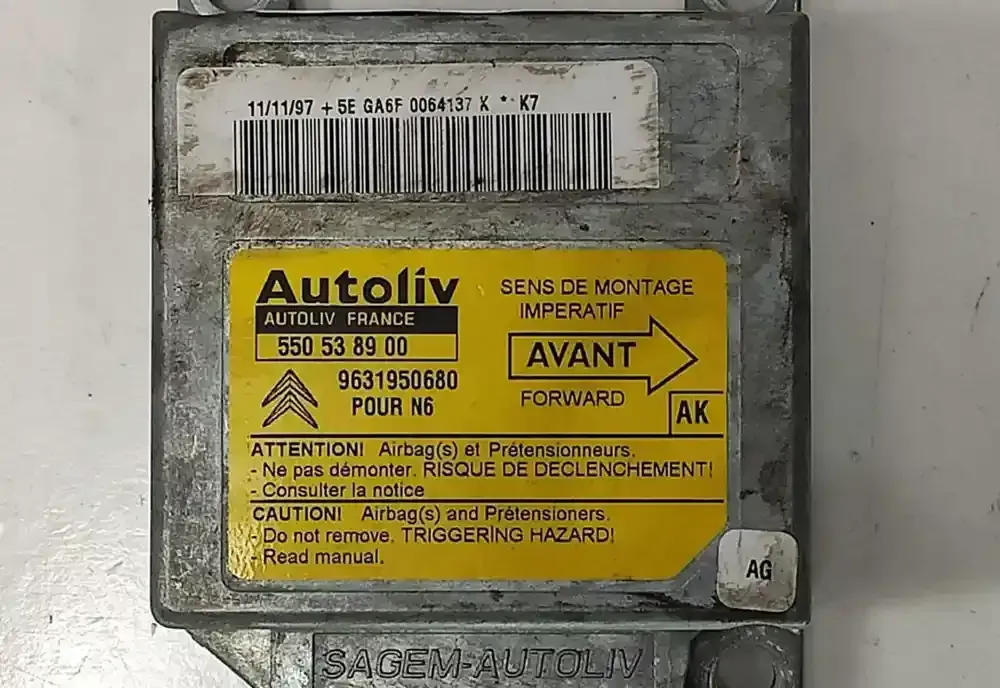 11/11/97 + 5E GA6F 0064137 K * K7
Autoliv
AUTOLIV FRANCE
550 53 89 00
9631950680
POUR N6
SENS DE MONTAGE
IMPERATIF
AVANT
FORWARD
AK
ATTENTION! Airbag(s) et Prétensionneurs.
- Ne pas démonter. RISQUE DE DECLENCHEMENT!
- Consulter la notice
CAUTION! Airbag(s) and Prétensioners.
- Do not remove. TRIGGERING HAZARD!
- Read manual.
AG
SAGEM-AUTOLIV